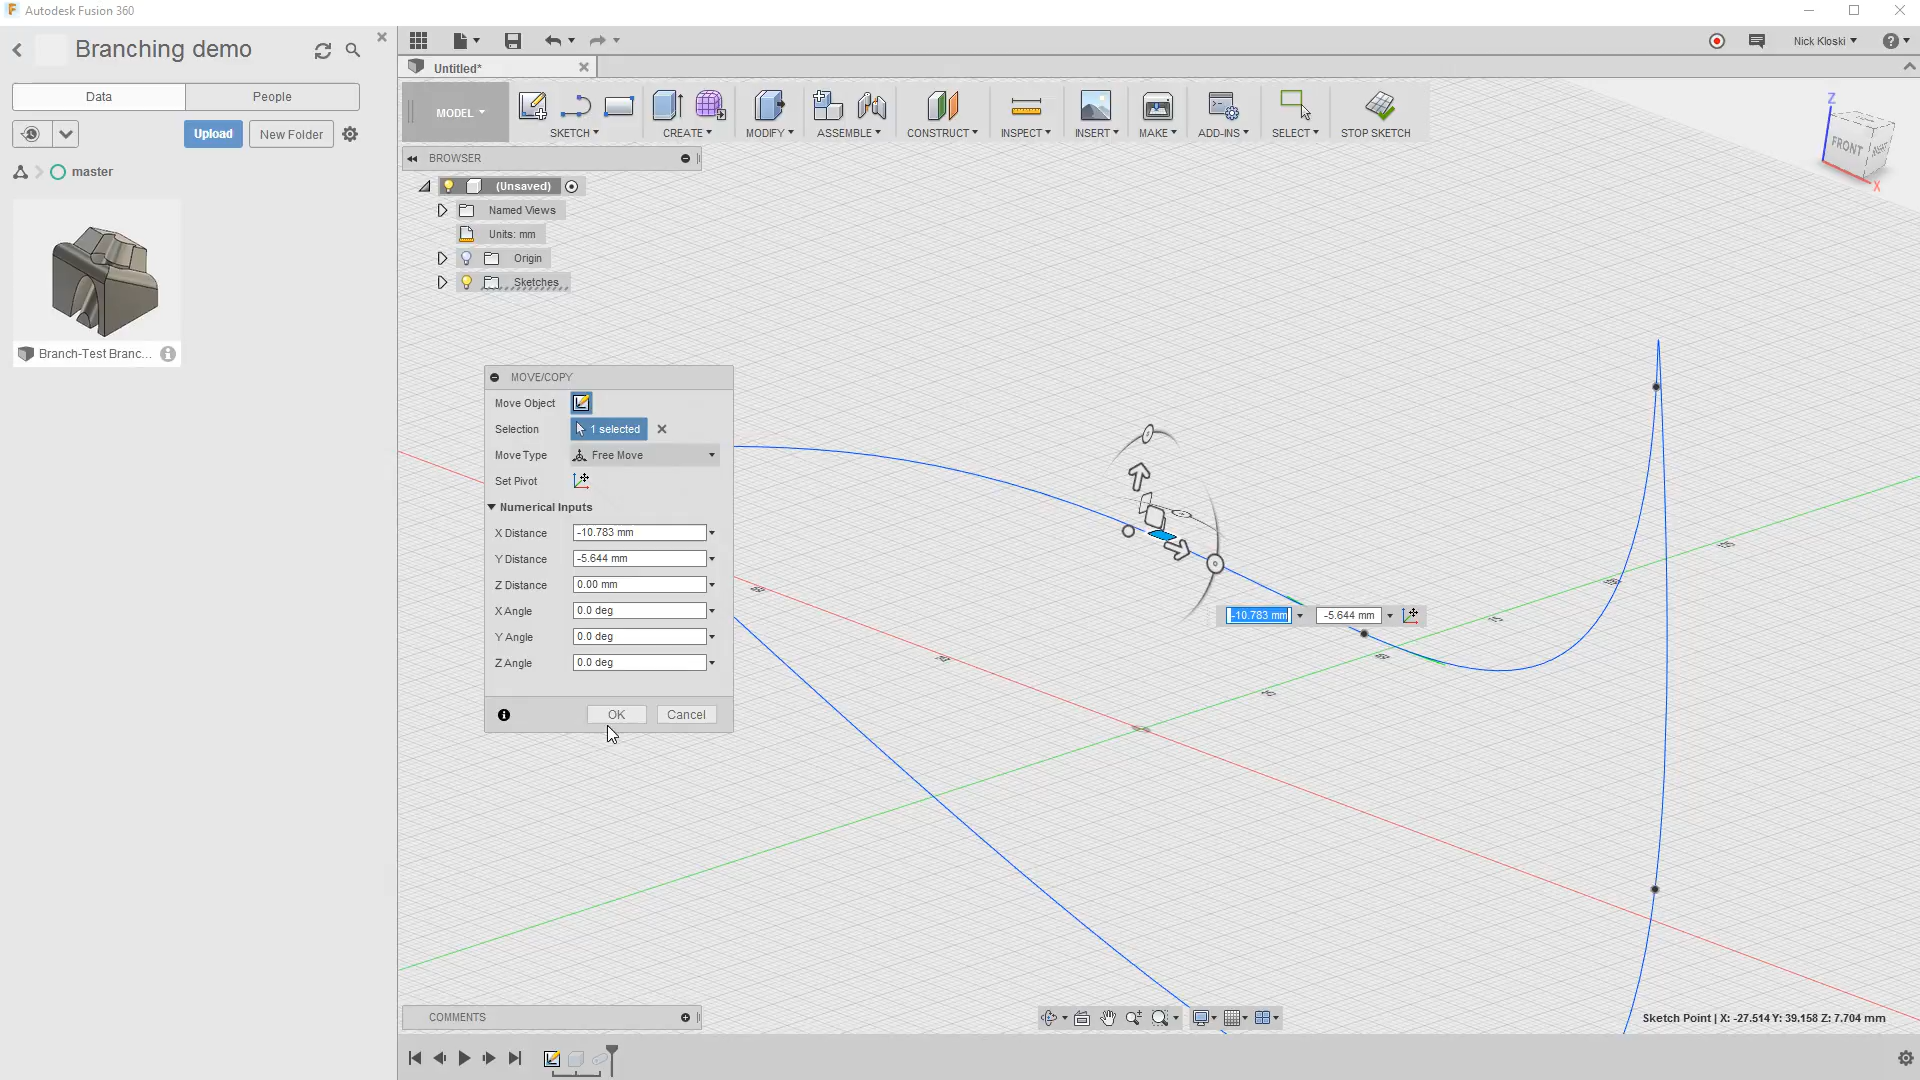 Autodesk Fusion 360
Branching demo
Data
People
Upload
New Folder
master
Branch-Test Branc...
Nick Kloski
Untitled*
MODEL
SKETCH
CREATE
MODIFY
ASSEMBLE
CONSTRUCT
INSPECT
INSERT
MAKE
ADD-INS
SELECT
STOP SKETCH
BROWSER
(Unsaved)
Named Views
Units: mm
Origin
Sketches
Z
FRONT
X
MOVE/COPY
Move Object
Selection
1 selected
Move Type
Free Move
Set Pivot
Numerical Inputs
X Distance
-10.783 mm
Y Distance
-5.644 mm
Z Distance
0.00 mm
X Angle
0.0 deg
Y Angle
0.0 deg
Z Angle
0.0 deg
OK
Cancel
-10.783 mm
-5.644 mm
COMMENTS
Sketch Point | X: -27.514 Y: 39.158 Z: 7.704 mm